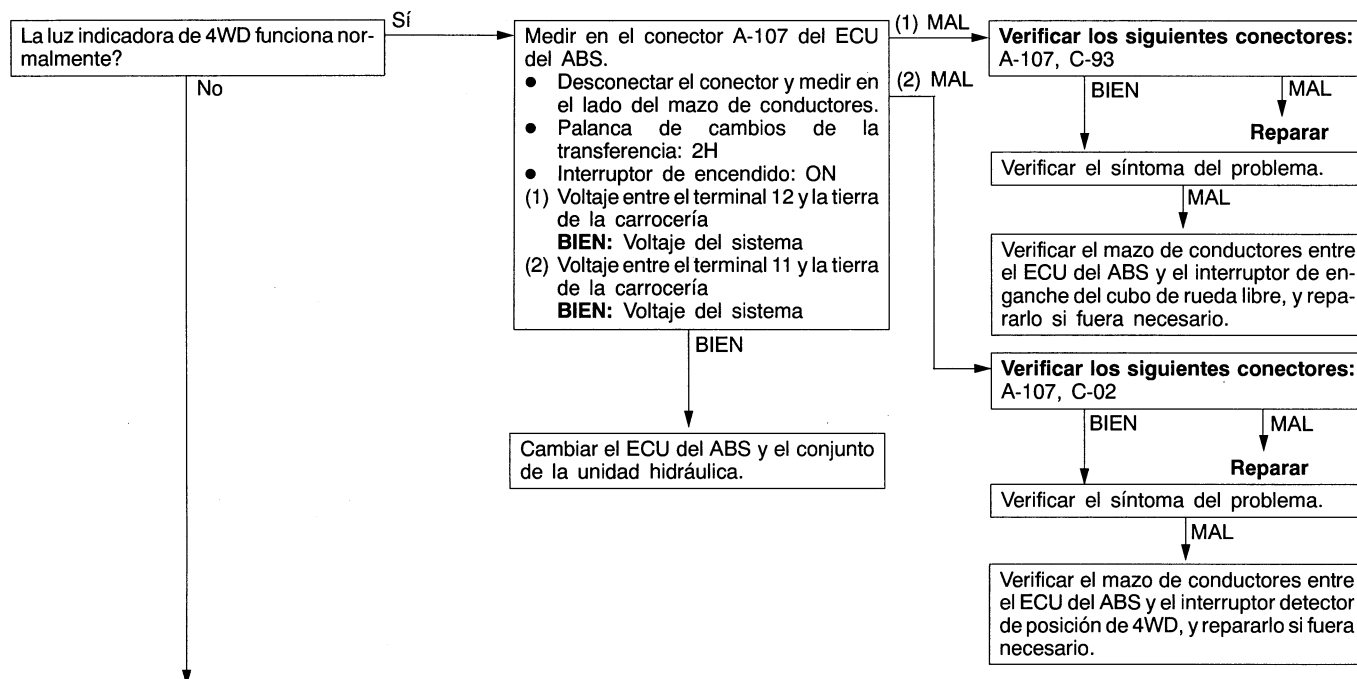 La luz indicadora de 4WD funciona nor-
malmente?
Sí
No
Medir en el conector A-107 del ECU
del ABS.
● Desconectar el conector y medir en
el lado del mazo de conductores.
● Palanca de cambios de la
transferencia: 2H
● Interruptor de encendido: ON
(1) Voltaje entre el terminal 12 y la tierra
de la carrocería
BIEN: Voltaje del sistema
(2) Voltaje entre el terminal 11 y la tierra
de la carrocería
BIEN: Voltaje del sistema
BIEN
Cambiar el ECU del ABS y el conjunto
de la unidad hidráulica.
(1) MAL
(2) MAL
Verificar los siguientes conectores:
A-107, C-93
BIEN
MAL
Reparar
Verificar el síntoma del problema.
MAL
Verificar el mazo de conductores entre
el ECU del ABS y el interruptor de en-
ganche del cubo de rueda libre, y repa-
rarlo si fuera necesario.
Verificar los siguientes conectores:
A-107, C-02
BIEN
MAL
Reparar
Verificar el síntoma del problema.
MAL
Verificar el mazo de conductores entre
el ECU del ABS y el interruptor detector
de posición de 4WD, y repararlo si fuera
necesario.